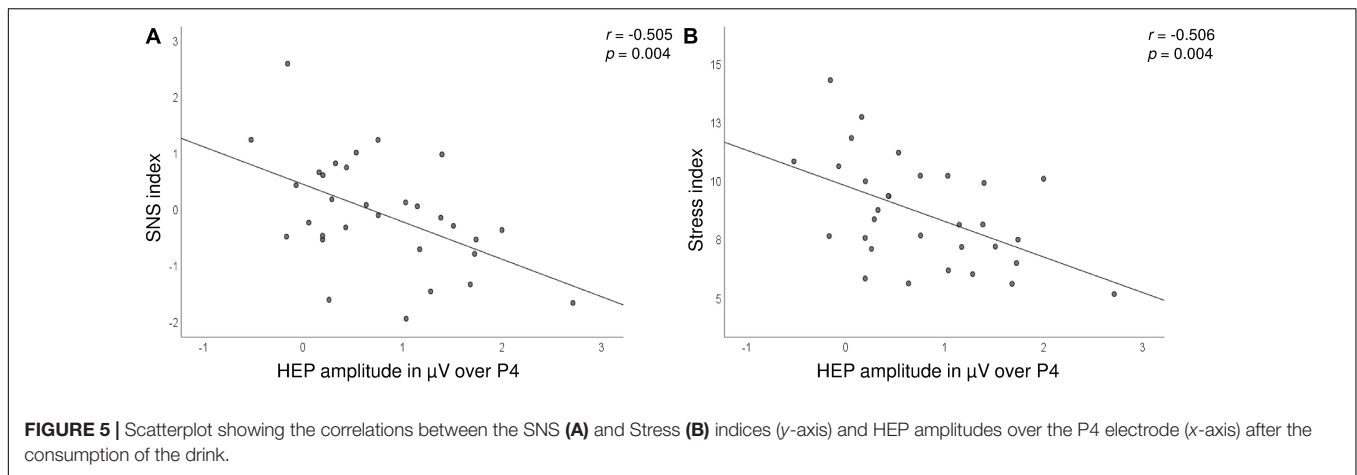 A
r = -0.505
p = 0.004
3
2
1
0
-1
-2
SNS index
-1 0 1 2 3
HEP amplitude in µV over P4
B
r = -0.506
p = 0.004
15
13
10
8
5
Stress index
-1 0 1 2 3
HEP amplitude in µV over P4
FIGURE 5 | Scatterplot showing the correlations between the SNS (A) and Stress (B) indices (y-axis) and HEP amplitudes over the P4 electrode (x-axis) after the
consumption of the drink.